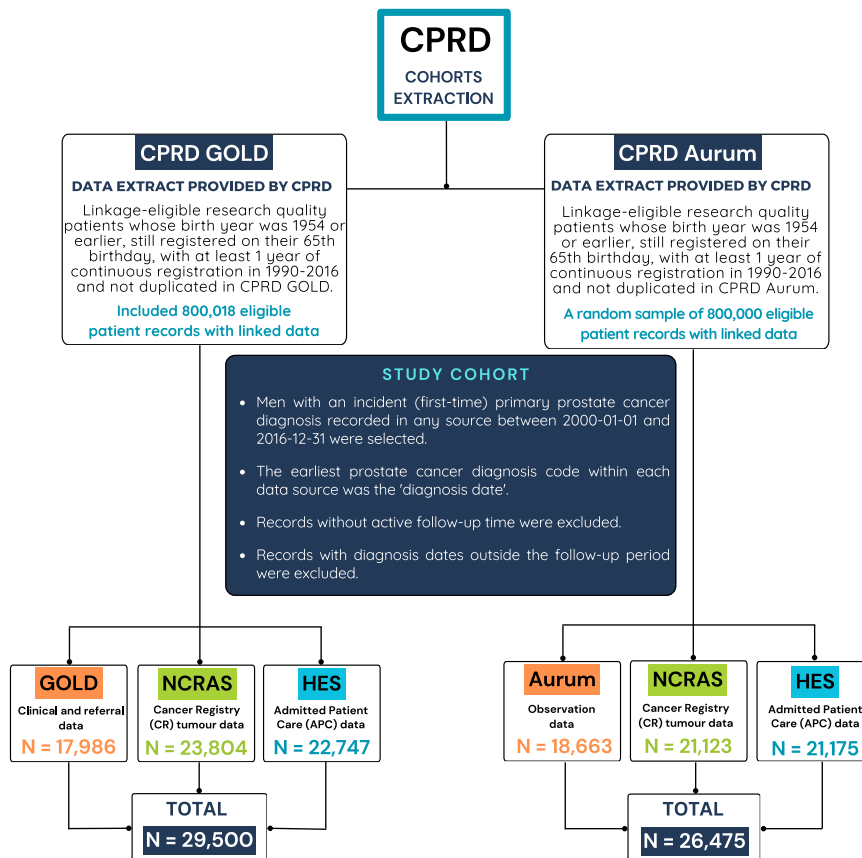 CPRD
COHORTS
EXTRACTION
CPRD GOLD
DATA EXTRACT PROVIDED BY CPRD
Linkage-eligible research quality
patients whose birth year was 1954 or
earlier, still registered on their 65th
birthday, with at least 1 year of
continuous registration in 1990-2016
and not duplicated in CPRD GOLD.
Included 800,018 eligible
patient records with linked data
CPRD Aurum
DATA EXTRACT PROVIDED BY CPRD
Linkage-eligible research quality
patients whose birth year was 1954
or earlier, still registered on their
65th birthday, with at least 1 year of
continuous registration in 1990-2016
and not duplicated in CPRD Aurum.
A random sample of 800,000 eligible
patient records with linked data
STUDY COHORT
• Men with an incident (first-time) primary prostate cancer
diagnosis recorded in any source between 2000-01-01 and
2016-12-31 were selected.
• The earliest prostate cancer diagnosis code within each
data source was the 'diagnosis date'.
• Records without active follow-up time were excluded.
• Records with diagnosis dates outside the follow-up period
were excluded.
GOLD
Clinical and referral
data
N = 17,986
NCRAS
Cancer Registry
(CR) tumour data
N = 23,804
HES
Admitted Patient
Care (APC) data
N = 22,747
TOTAL
N = 29,500
Aurum
Observation
data
N = 18,663
NCRAS
Cancer Registry
(CR) tumour data
N = 21,123
HES
Admitted Patient
Care (APC) data
N = 21,175
TOTAL
N = 26,475